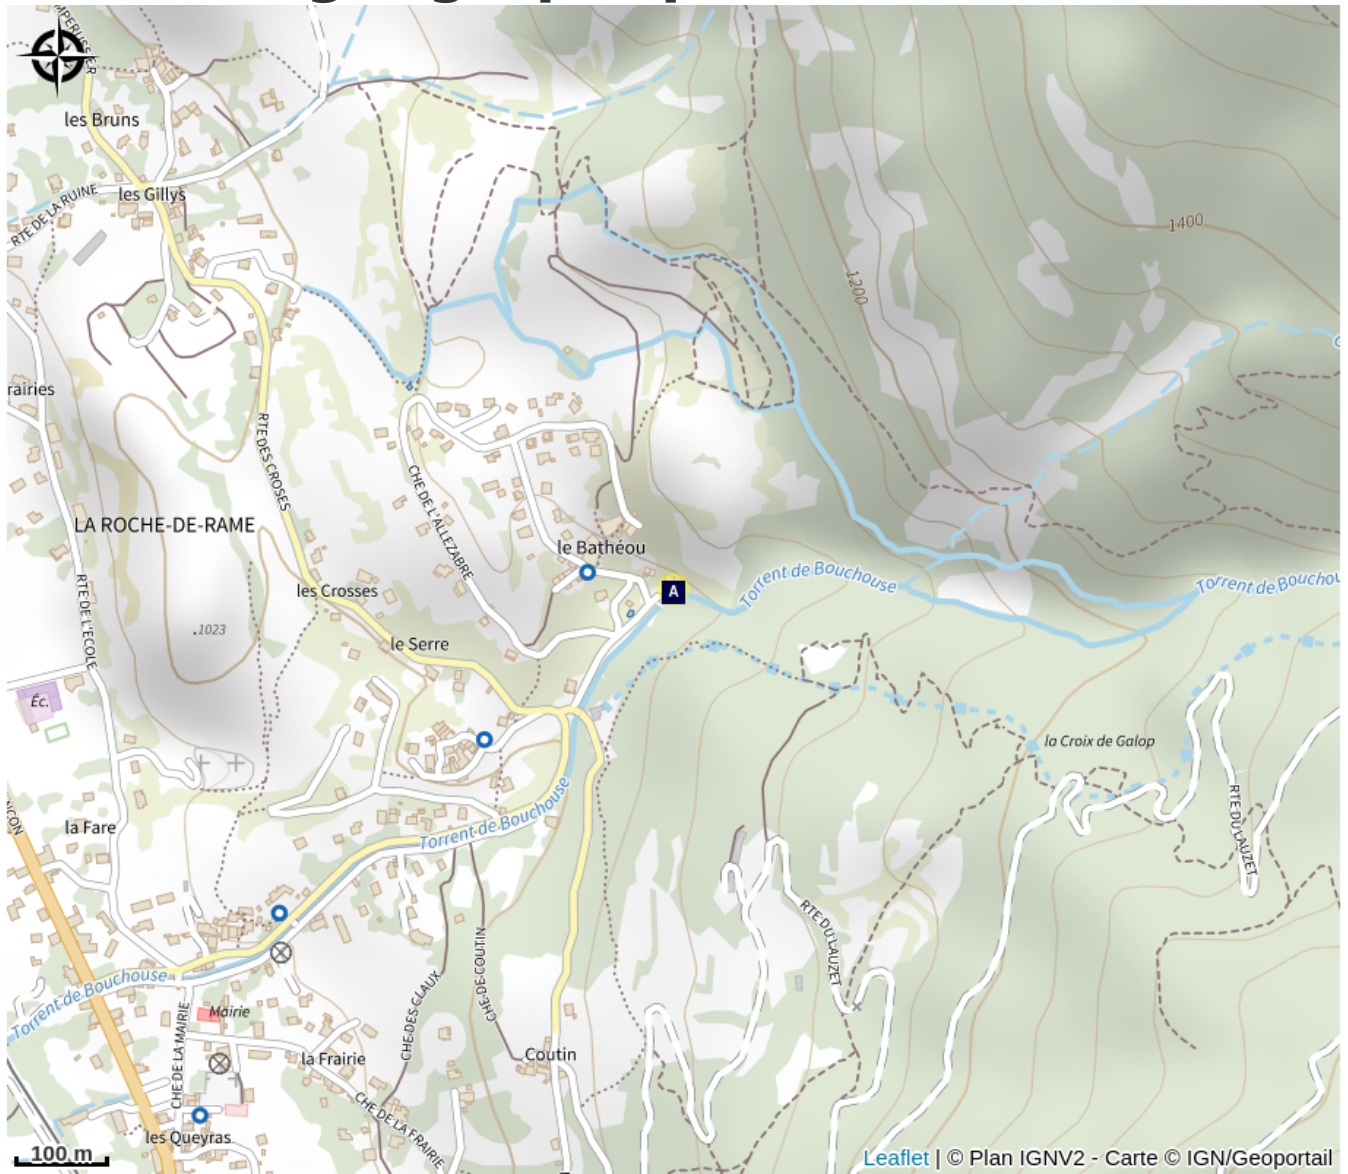 les Bruns
les Gillys
RTE DE LA RUINE
1400
1200
rairies
RTE DES CROSES
CHE DE L'ALLEZABRE
LA ROCHE-DE-RAME
le Bathéou
A
Torrent de Bouchouse
Torrent de Bouchou
les Crosses
RTE DE L'ECOLE
.1023
le Serre
Éc.
la Croix de Galop
NÇON
la Fare
Torrent de Bouchouse
RTE DU LAUZET
RTE DU LAUZET
CHE DE COUTIN
CHE DES CLAUX
Torrent de Bouchouse
Mairie
CHE DE LA MAIRIE
la Frairie
Coutin
CHE DE LA FRAIRIE
les Queyras
100 m
Leaflet | © Plan IGNV2 - Carte © IGN/Geoportail